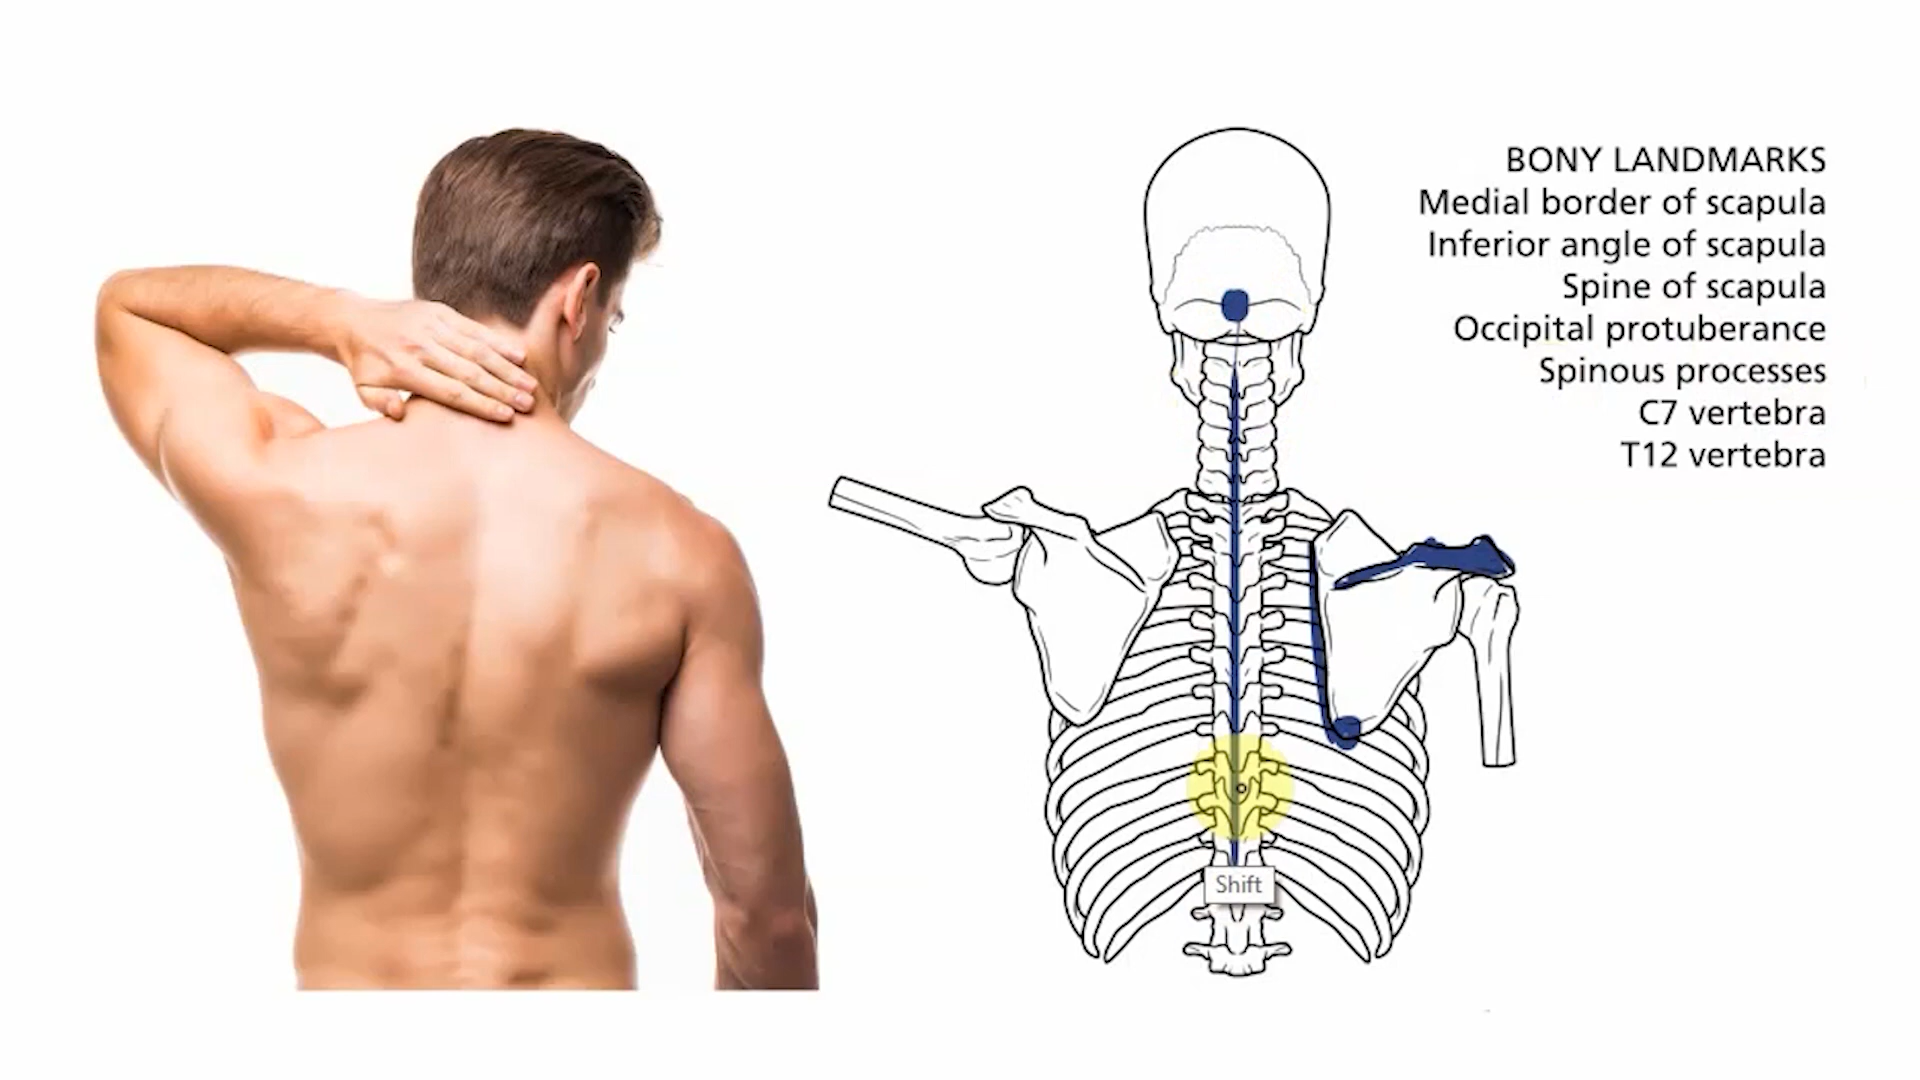 BONY LANDMARKS
Medial border of scapula
Inferior angle of scapula
Spine of scapula
Occipital protuberance
Spinous processes
C7 vertebra
T12 vertebra
Shift